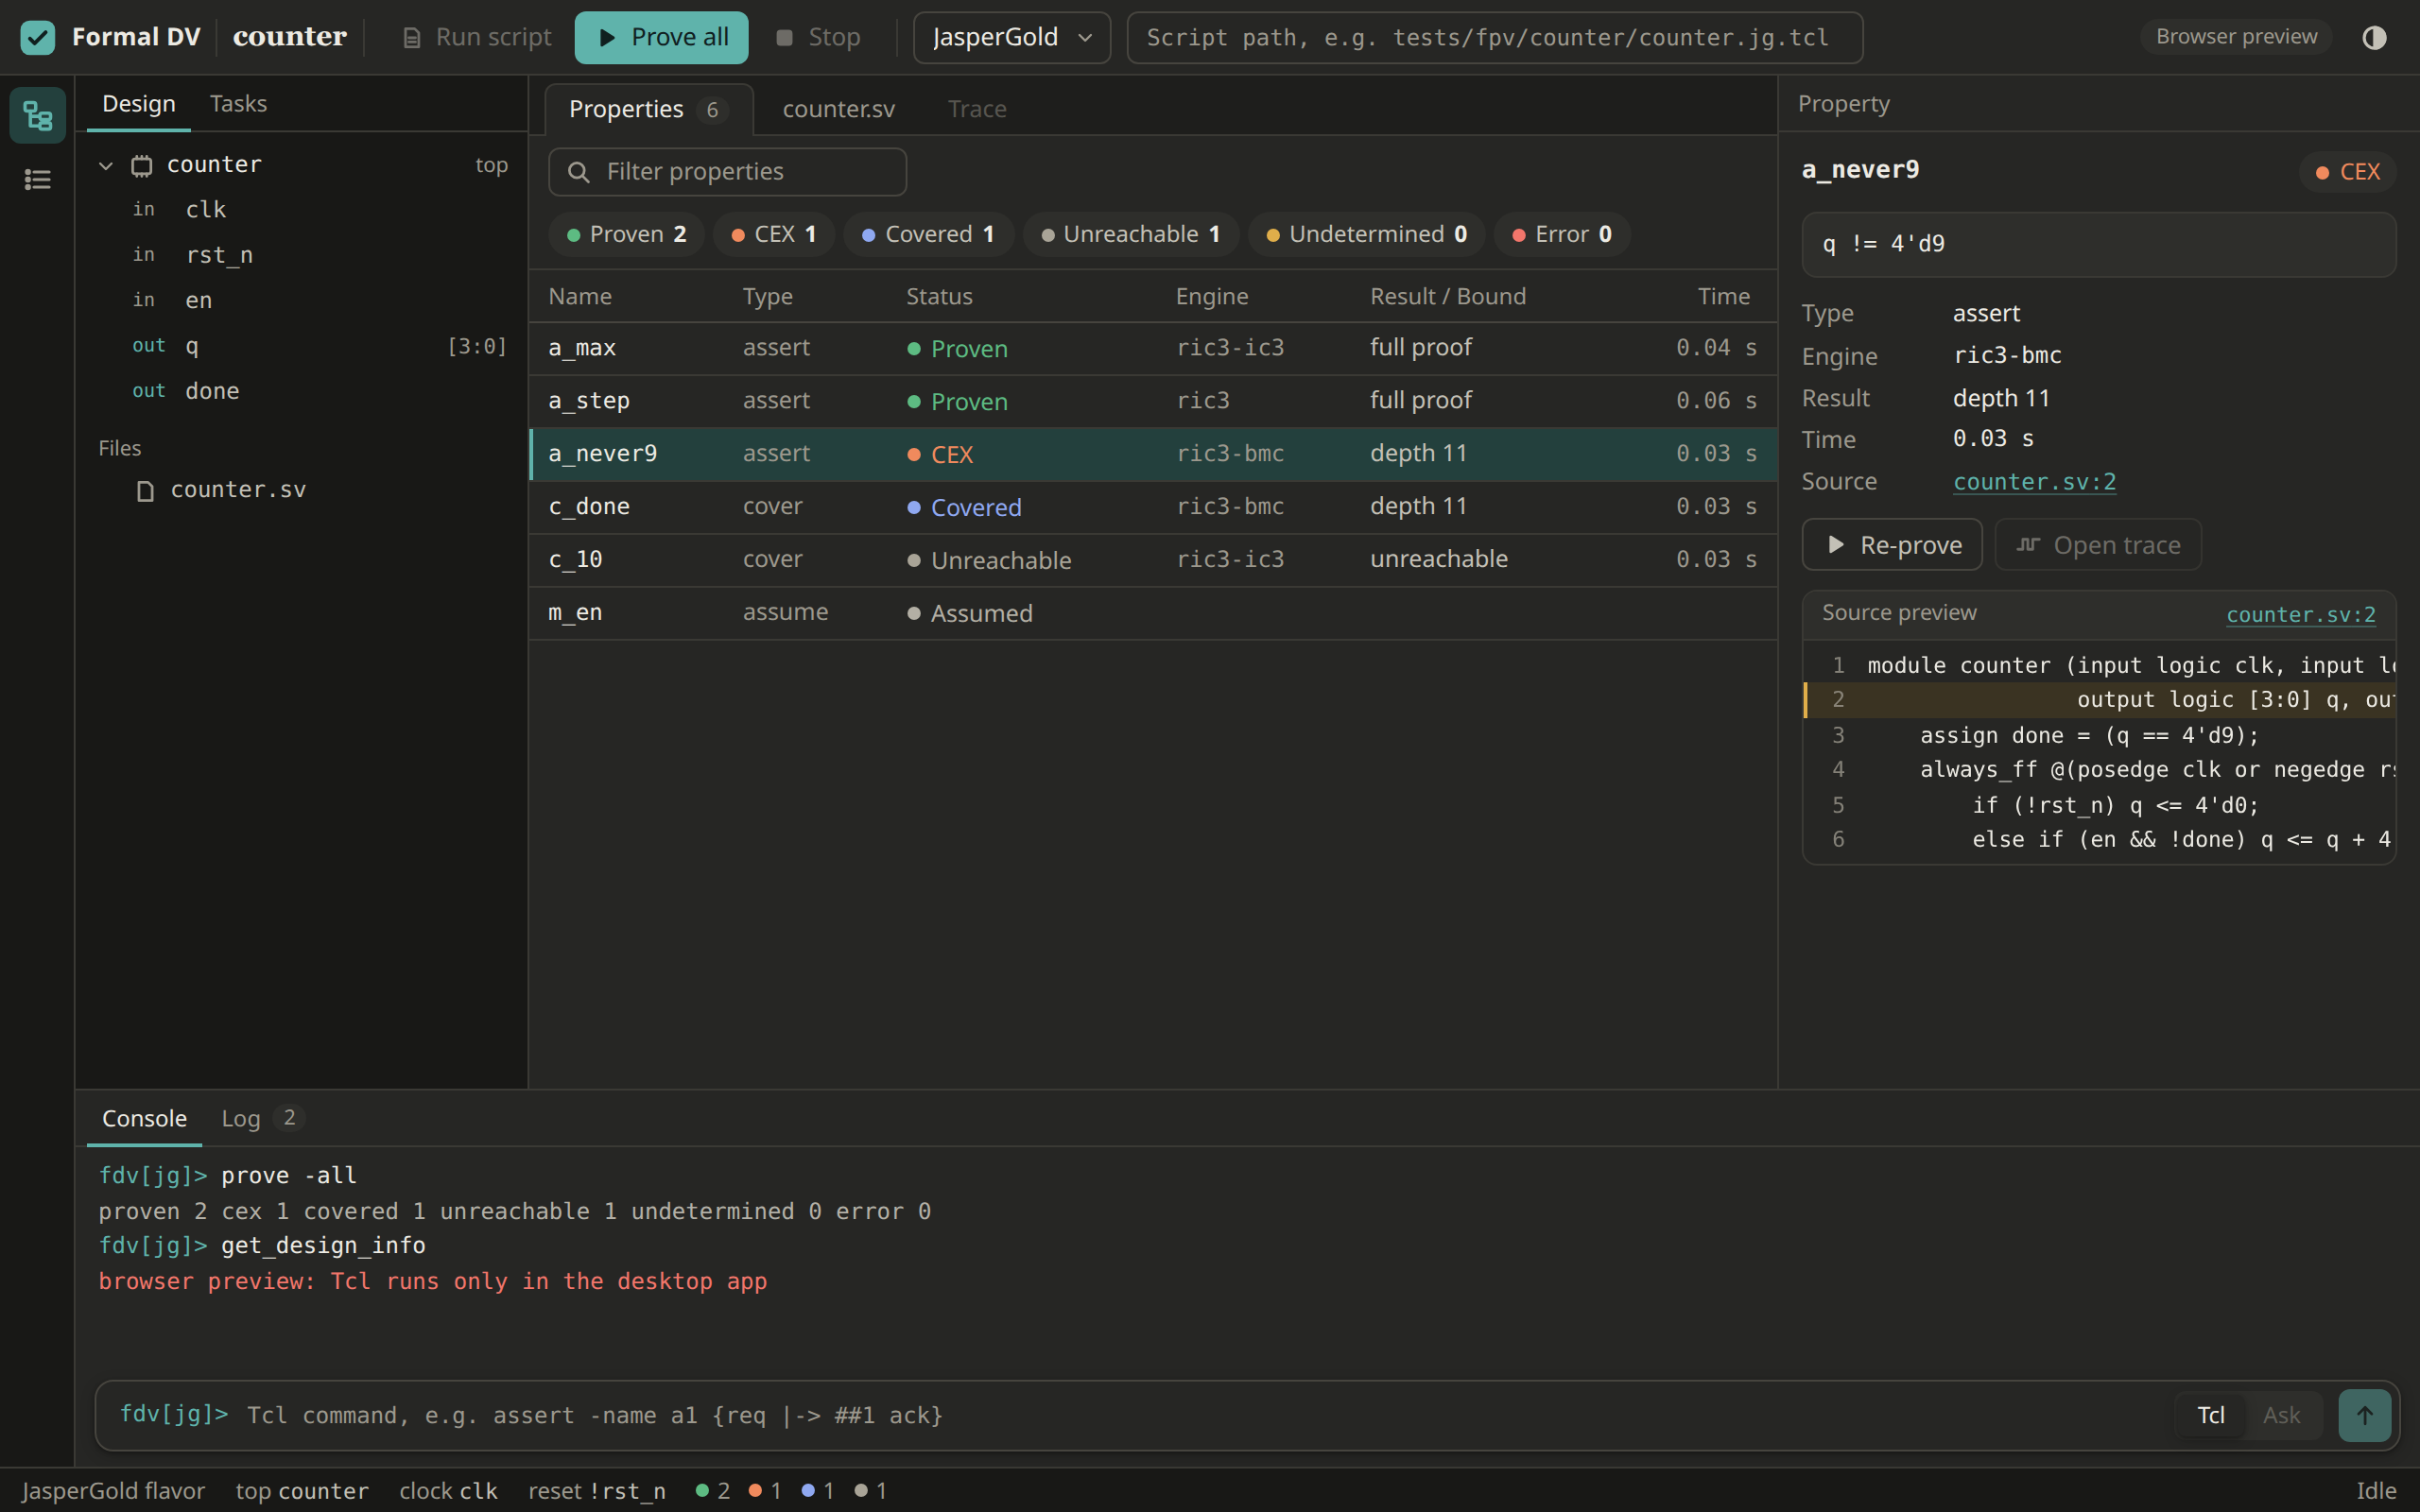 Formal DV counter Run script Prove all Stop JasperGold Script path, e.g. tests/fpv/counter/counter.jg.tcl Browser preview
Design Tasks
counter top
in clk
in rst_n
in en
out q [3:0]
out done
Files
counter.sv
Properties 6 counter.sv Trace
Filter properties
Proven 2 CEX 1 Covered 1 Unreachable 1 Undetermined 0 Error 0
Name Type Status Engine Result / Bound Time
a_max assert Proven ric3-ic3 full proof 0.04 s
a_step assert Proven ric3 full proof 0.06 s
a_never9 assert CEX ric3-bmc depth 11 0.03 s
c_done cover Covered ric3-bmc depth 11 0.03 s
c_10 cover Unreachable ric3-ic3 unreachable 0.03 s
m_en assume Assumed
Property
a_never9 CEX
q != 4'd9
Type assert
Engine ric3-bmc
Result depth 11
Time 0.03 s
Source counter.sv:2
Re-prove Open trace
Source preview counter.sv:2
1 module counter (input logic clk, input
2 output logic [3:0] q,
3 assign done = (q == 4'd9);
4 always_ff @(posedge clk or negedge
5 if (!rst_n) q <= 4'd0;
6 else if (en && !done) q <= q + 4
Console Log 2
fdv[jg]> prove -all
proven 2 cex 1 covered 1 unreachable 1 undetermined 0 error 0
fdv[jg]> get_design_info
browser preview: Tcl runs only in the desktop app
fdv[jg]> Tcl command, e.g. assert -name a1 {req |-> ##1 ack} Tcl Ask
JasperGold flavor top counter clock clk reset !rst_n 2 1 1 1 Idle